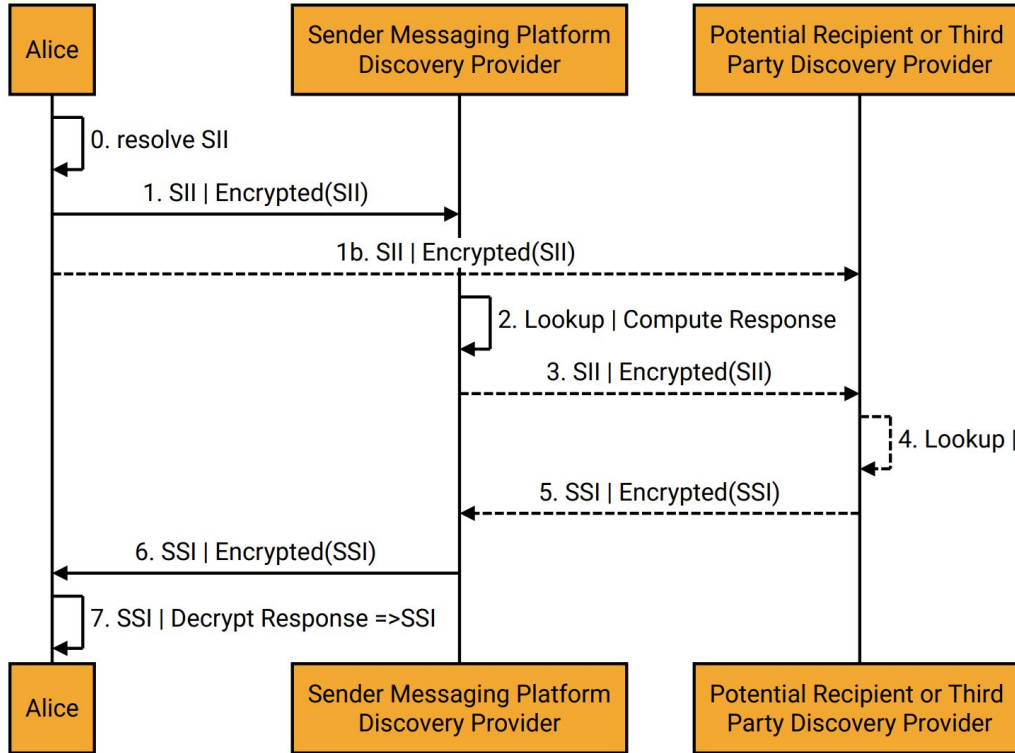 Alice
Sender Messaging Platform
Discovery Provider
Potential Recipient or Third
Party Discovery Provider
0. resolve SII
1. SII | Encrypted(SII)
1b. SII | Encrypted(SII)
2. Lookup | Compute Response
3. SII | Encrypted(SII)
4. Lookup |
5. SSI | Encrypted(SSI)
6. SSI | Encrypted(SSI)
7. SSI | Decrypt Response =>SSI
Alice
Sender Messaging Platform
Discovery Provider
Potential Recipient or Third
Party Discovery Provider